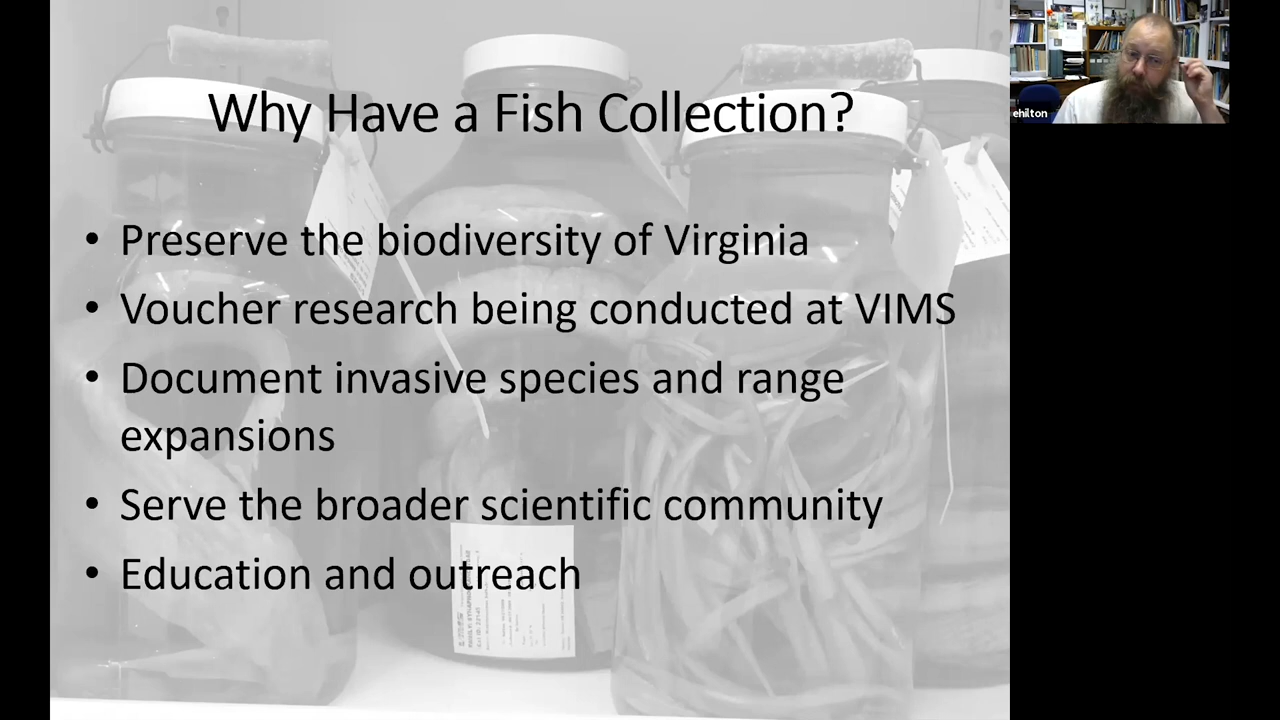 Why Have a Fish Collection?
ehilton
• Preserve the biodiversity of Virginia
• Voucher research being conducted at VIMS
• Document invasive species and range
expansions
• Serve the broader scientific community
• Education and outreach